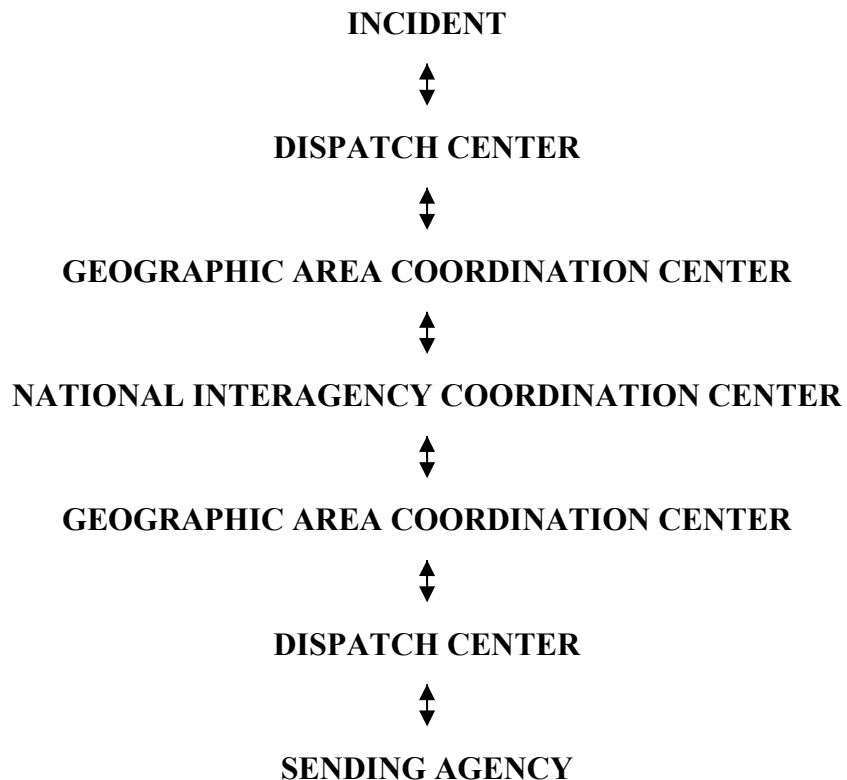 INCIDENT
DISPATCH CENTER
GEOGRAPHIC AREA COORDINATION CENTER
NATIONAL INTERAGENCY COORDINATION CENTER
GEOGRAPHIC AREA COORDINATION CENTER
DISPATCH CENTER
SENDING AGENCY